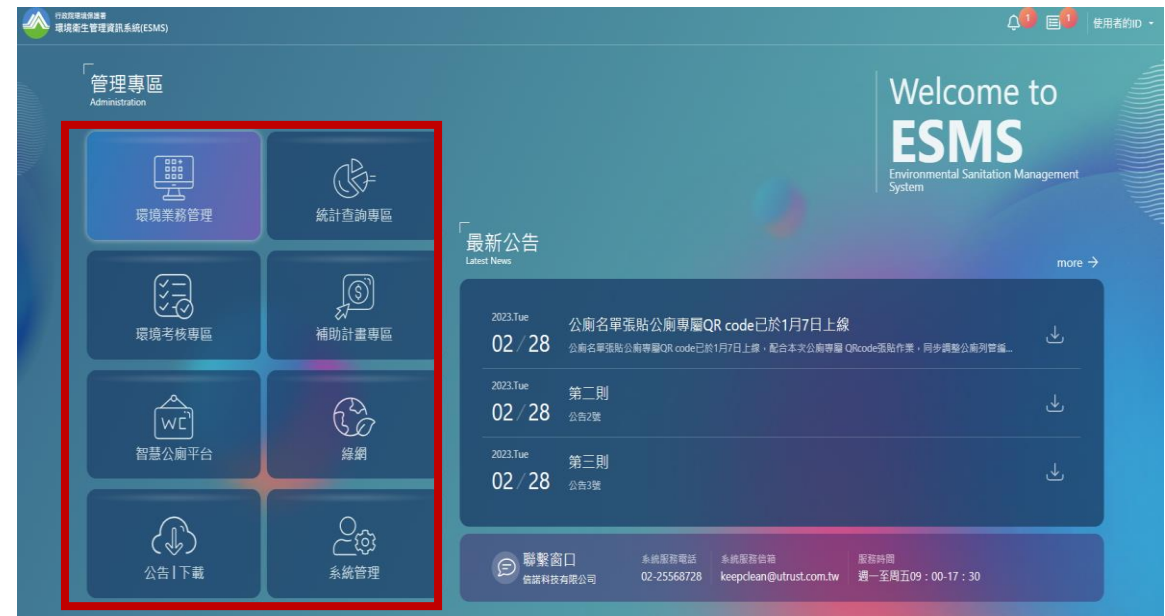 行政院環境保護署
環境衛生管理資訊系統(ESMS)
1
1
使用者的ID
管理專區
Administration
環境業務管理
統計查詢專區
環境考核專區
補助計畫專區
WC
智慧公廁平台
綠網
公告|下載
系統管理
Welcome to
ESMS
Environmental Sanitation Management
System
最新公告
Latest News
more →
2023.Tue
02/28
公廁名單張貼公廁專屬QR code已於1月7日上線
公廁名單張貼公廁專屬QR code已於1月7日上線，配合本次公廁專屬 QRcode張貼作業，同步調整公廁列管編...
2023.Tue
02/28
第二則
公告2號
2023.Tue
02/28
第三則
公告3號
聯繫窗口
信諾科技有限公司
系統服務電話
02-25568728
系統服務信箱
keepclean@utrust.com.tw
服務時間
週一至周五09：00-17：30